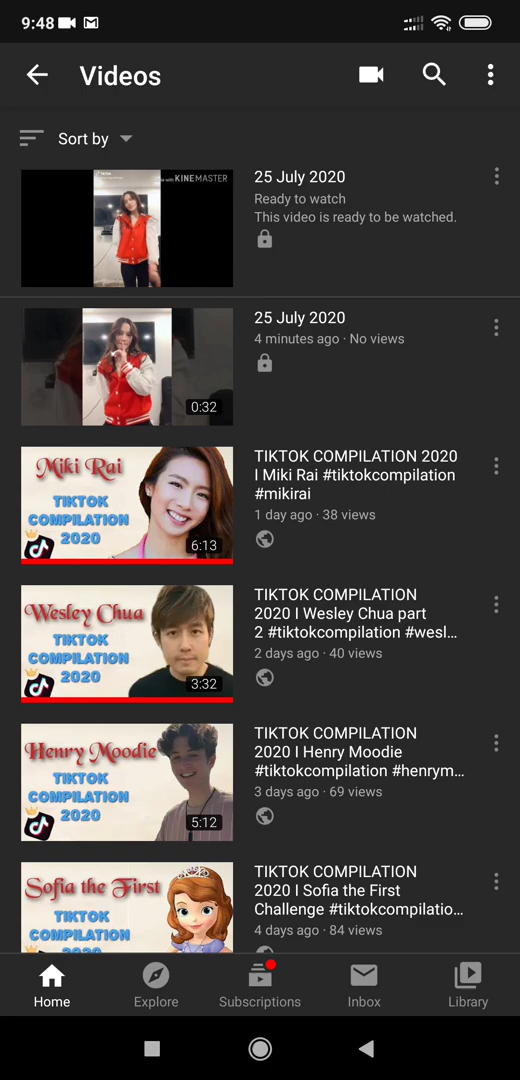 9:48
Videos
Sort by
KINEMASTER
25 July 2020
Ready to watch
This video is ready to be watched.
25 July 2020
4 minutes ago · No views
0:32
Miki Rai
TIKTOK
COMPILATION
2020
6:13
TIKTOK COMPILATION 2020
I Miki Rai #tiktokcompilation
#mikirai
1 day ago · 38 views
Wesley Chua
TIKTOK
COMPILATION
2020
3:32
TIKTOK COMPILATION
2020 I Wesley Chua part
2 #tiktokcompilation #wesl...
2 days ago · 40 views
Henry Moodie
TIKTOK
COMPILATION
2020
5:12
TIKTOK COMPILATION
2020 I Henry Moodie
#tiktokcompilation #henrym...
3 days ago · 69 views
Sofia the First
TIKTOK
COMPILATION
TIKTOK COMPILATION
2020 I Sofia the First
Challenge #tiktokcompilatio...
4 days ago · 84 views
Home
Explore
Subscriptions
Inbox
Library